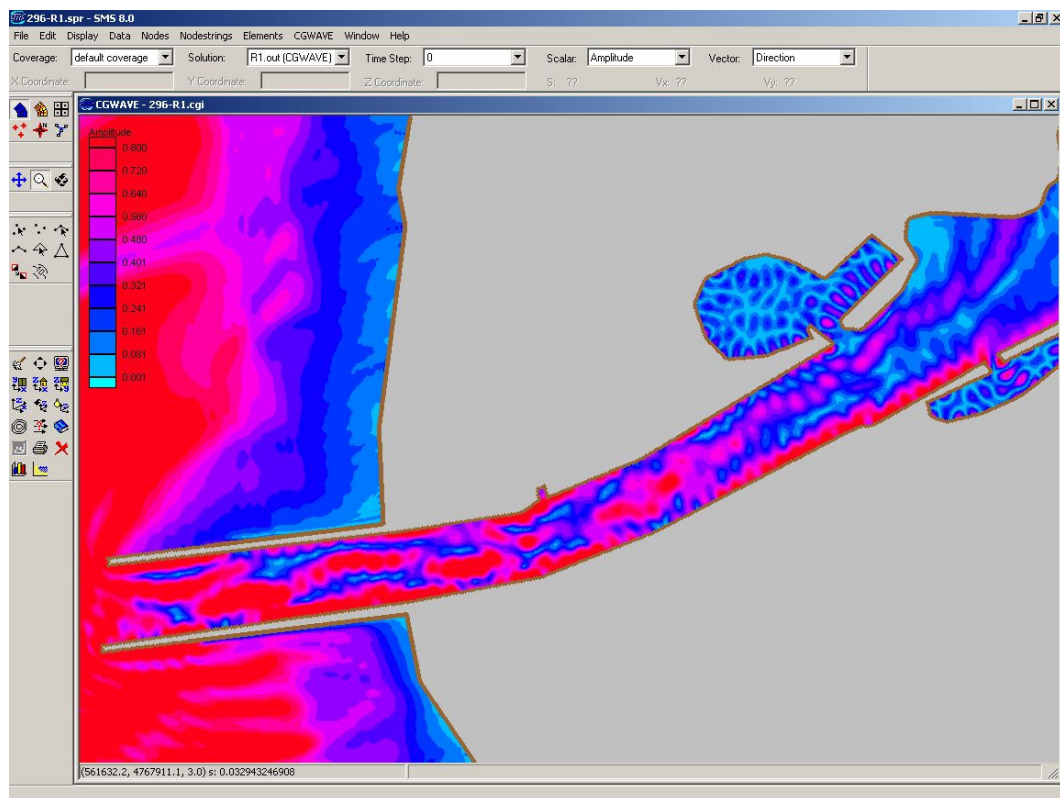 296-R1.spr - SMS 8.0
File Edit Display Data Nodes Nodestrings Elements CGWAVE Window Help
Coverage: default coverage Solution: R1.out (CGWAVE) Time Step: 0 Scalar: Amplitude Vector: Direction
X Coordinate: Y Coordinate: Z Coordinate: S: ?? Vx: ?? Vy: ??
CGWAVE - 296-R1.cgi
Amplitude
0.800
0.720
0.640
0.560
0.480
0.401
0.321
0.241
0.161
0.081
0.001
(561632.2, 4767911.1, 3.0) s: 0.032943246908